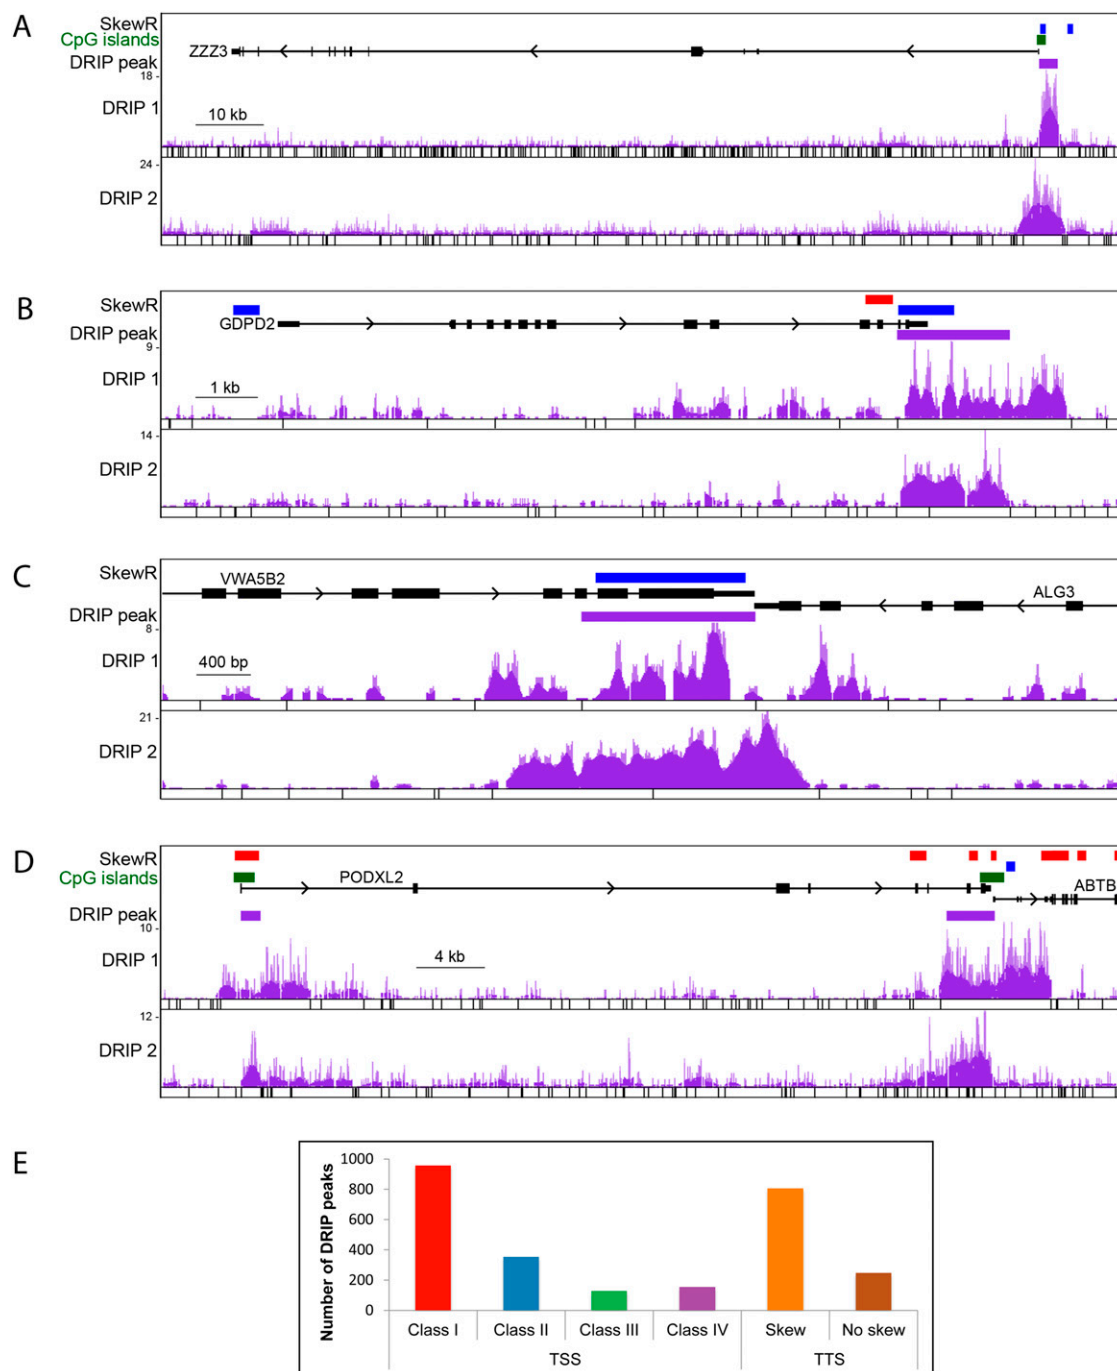 A
SkewR
CpG islands
ZZZ3
DRIP peak
18 -
DRIP 1
10 kb
24 -
DRIP 2
B
SkewR
GDPD2
DRIP peak
9 -
DRIP 1
1 kb
14 -
DRIP 2
C
SkewR
VWA5B2
DRIP peak
ALG3
8 -
DRIP 1
400 bp
21 -
DRIP 2
D
SkewR
CpG islands
PODXL2
ABTB
DRIP peak
10 -
DRIP 1
4 kb
12 -
DRIP 2
E
Number of DRIP peaks
1000
800
600
400
200
0
Class I Class II Class III Class IV Skew No skew
TSS TTS